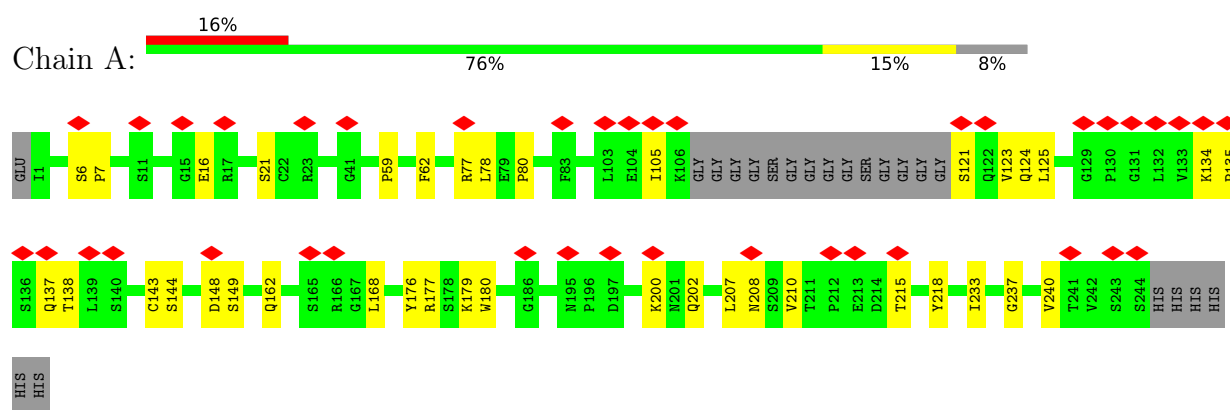 16%
Chain A:
76% 15% 8%
GLU I1 S6 P7 S11 G15 E16 R17 S21 C22 R23 G41 P59 F62 R77 L78 E79 P80 F83 L103 E104 I105 K106 GLY GLY GLY GLY SER GLY GLY GLY GLY SER GLY GLY GLY GLY S121 Q122 V123 Q124 L125 G129 P130 G131 L132 V133 K134
S136 Q137 T138 L139 S140 C143 S144 D148 S149 Q162 S165 R166 G167 L168 Y176 R177 S178 K179 W180 G186 N195 P196 D197 K200 N201 Q202 L207 N208 S209 V210 T211 P212 E213 D214 T215 Y218 I233 G237 V240 T241 V242 S243 S244 HIS HIS HIS HIS
HIS HIS